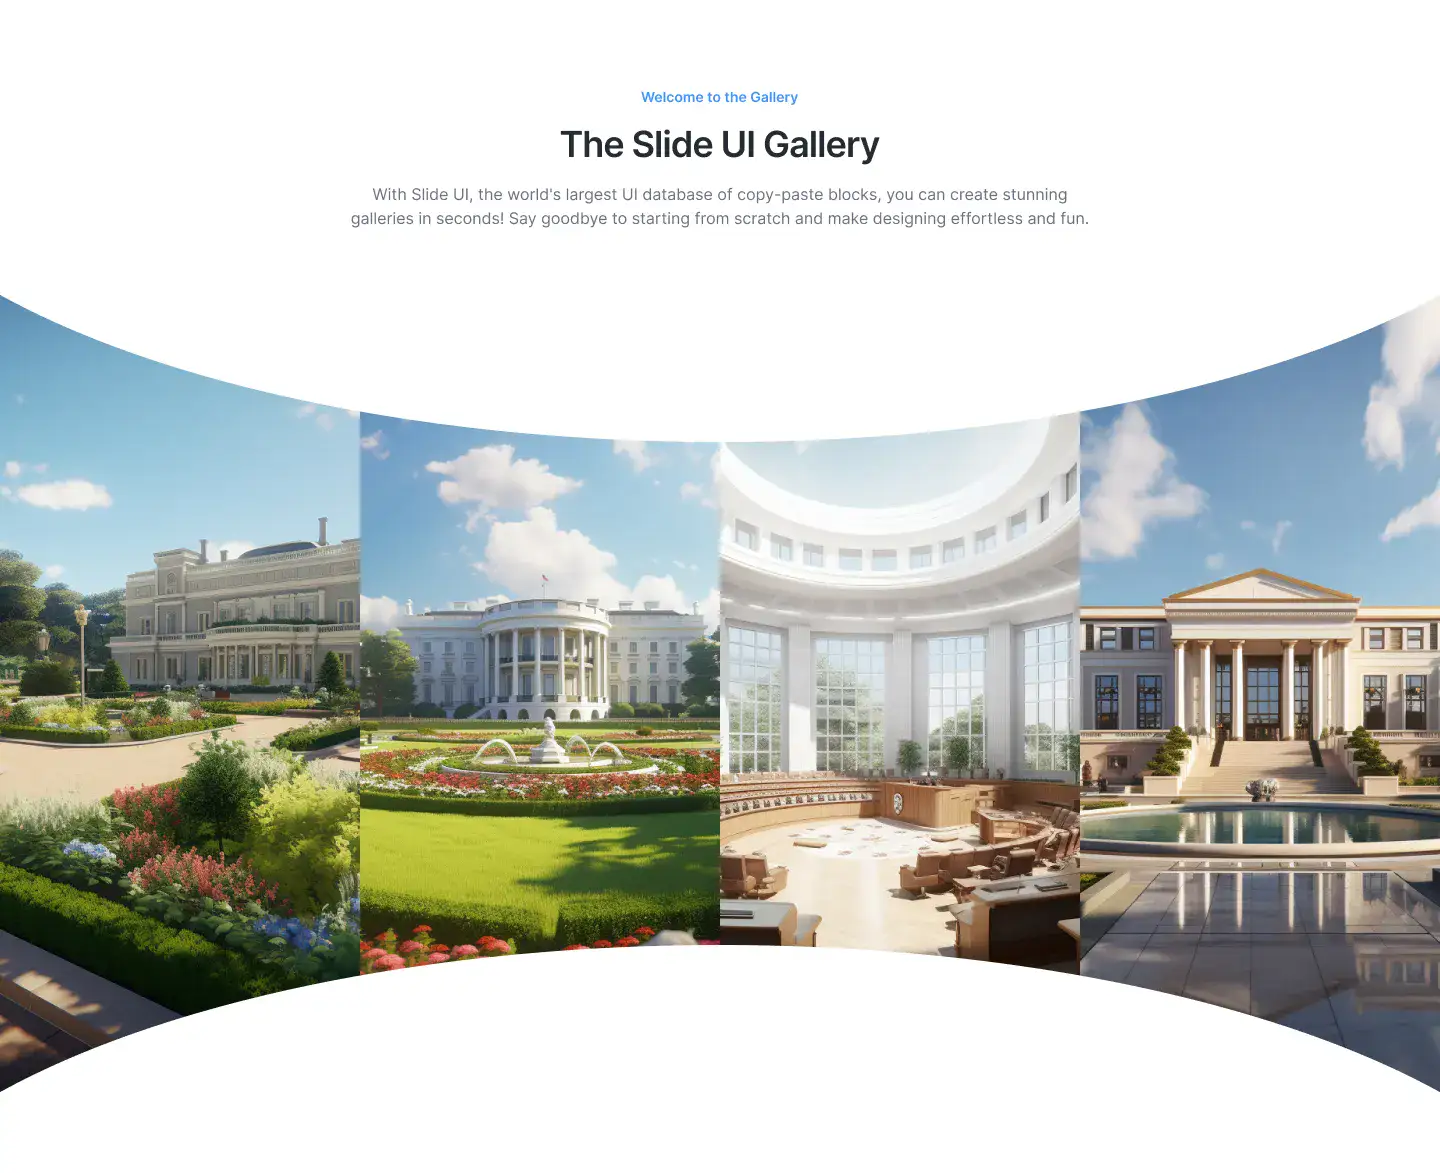 Welcome to the Gallery
The Slide UI Gallery
With Slide UI, the world's largest UI database of copy-paste blocks, you can create stunning
galleries in seconds! Say goodbye to starting from scratch and make designing effortless and fun.